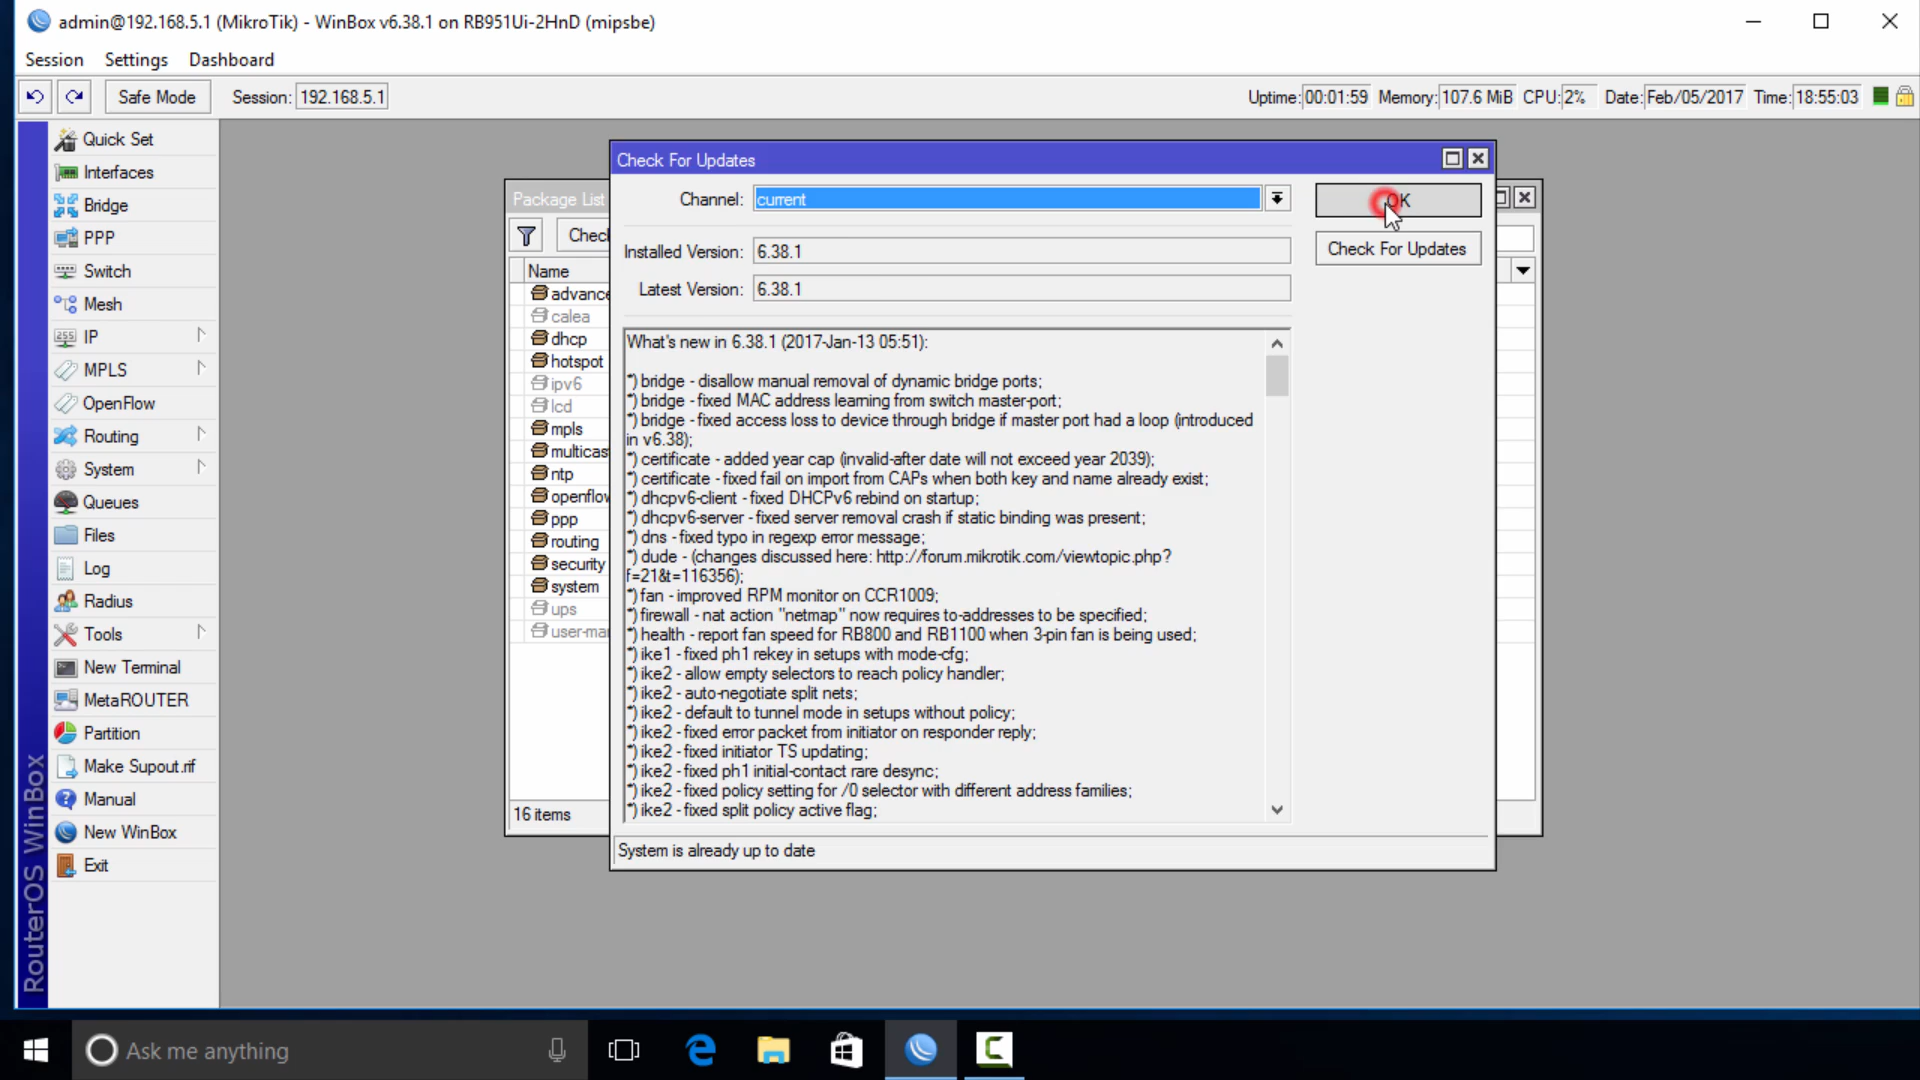 admin@192.168.5.1 (MikroTik) - WinBox v6.38.1 on RB951Ui-2HnD (mipsbe)
Session Settings Dashboard
Safe Mode Session: 192.168.5.1 Uptime: 00:01:59 Memory: 107.6 MiB CPU: 2% Date: Feb/05/2017 Time: 18:55:03
RouterOS WinBox
Quick Set
Interfaces
Bridge
PPP
Switch
Mesh
255 IP
MPLS
OpenFlow
Routing
System
Queues
Files
Log
Radius
Tools
New Terminal
MetaROUTER
Partition
Make Supout.rif
Manual
New WinBox
Exit
Package List
Name
calea
dhcp
hotspot
ipv6
lcd
mpls
ntp
ppp
routing
security
system
ups
16 items
Check For Updates
Channel: current
OK
Installed Version: 6.38.1
Check For Updates
Latest Version: 6.38.1
What's new in 6.38.1 (2017-Jan-13 05:51):
*) bridge - disallow manual removal of dynamic bridge ports;
*) bridge - fixed MAC address learning from switch master-port;
*) bridge - fixed access loss to device through bridge if master port had a loop (introduced
in v6.38);
*) certificate - added year cap (invalid-after date will not exceed year 2039);
*) certificate - fixed fail on import from CAPs when both key and name already exist;
*) dhcpv6-client - fixed DHCPv6 rebind on startup;
*) dhcpv6-server - fixed server removal crash if static binding was present;
*) dns - fixed typo in regexp error message;
*) dude - (changes discussed here: http://forum.mikrotik.com/viewtopic.php?
f=21&t=116356);
*) fan - improved RPM monitor on CCR1009;
*) firewall - nat action "netmap" now requires to-addresses to be specified;
*) health - report fan speed for RB800 and RB1100 when 3-pin fan is being used;
*) ike1 - fixed ph1 rekey in setups with mode-cfg;
*) ike2 - allow empty selectors to reach policy handler;
*) ike2 - auto-negotiate split nets;
*) ike2 - default to tunnel mode in setups without policy;
*) ike2 - fixed error packet from initiator on responder reply;
*) ike2 - fixed initiator TS updating;
*) ike2 - fixed ph1 initial-contact rare desync;
*) ike2 - fixed policy setting for /0 selector with different address families;
*) ike2 - fixed split policy active flag;
System is already up to date
Ask me anything